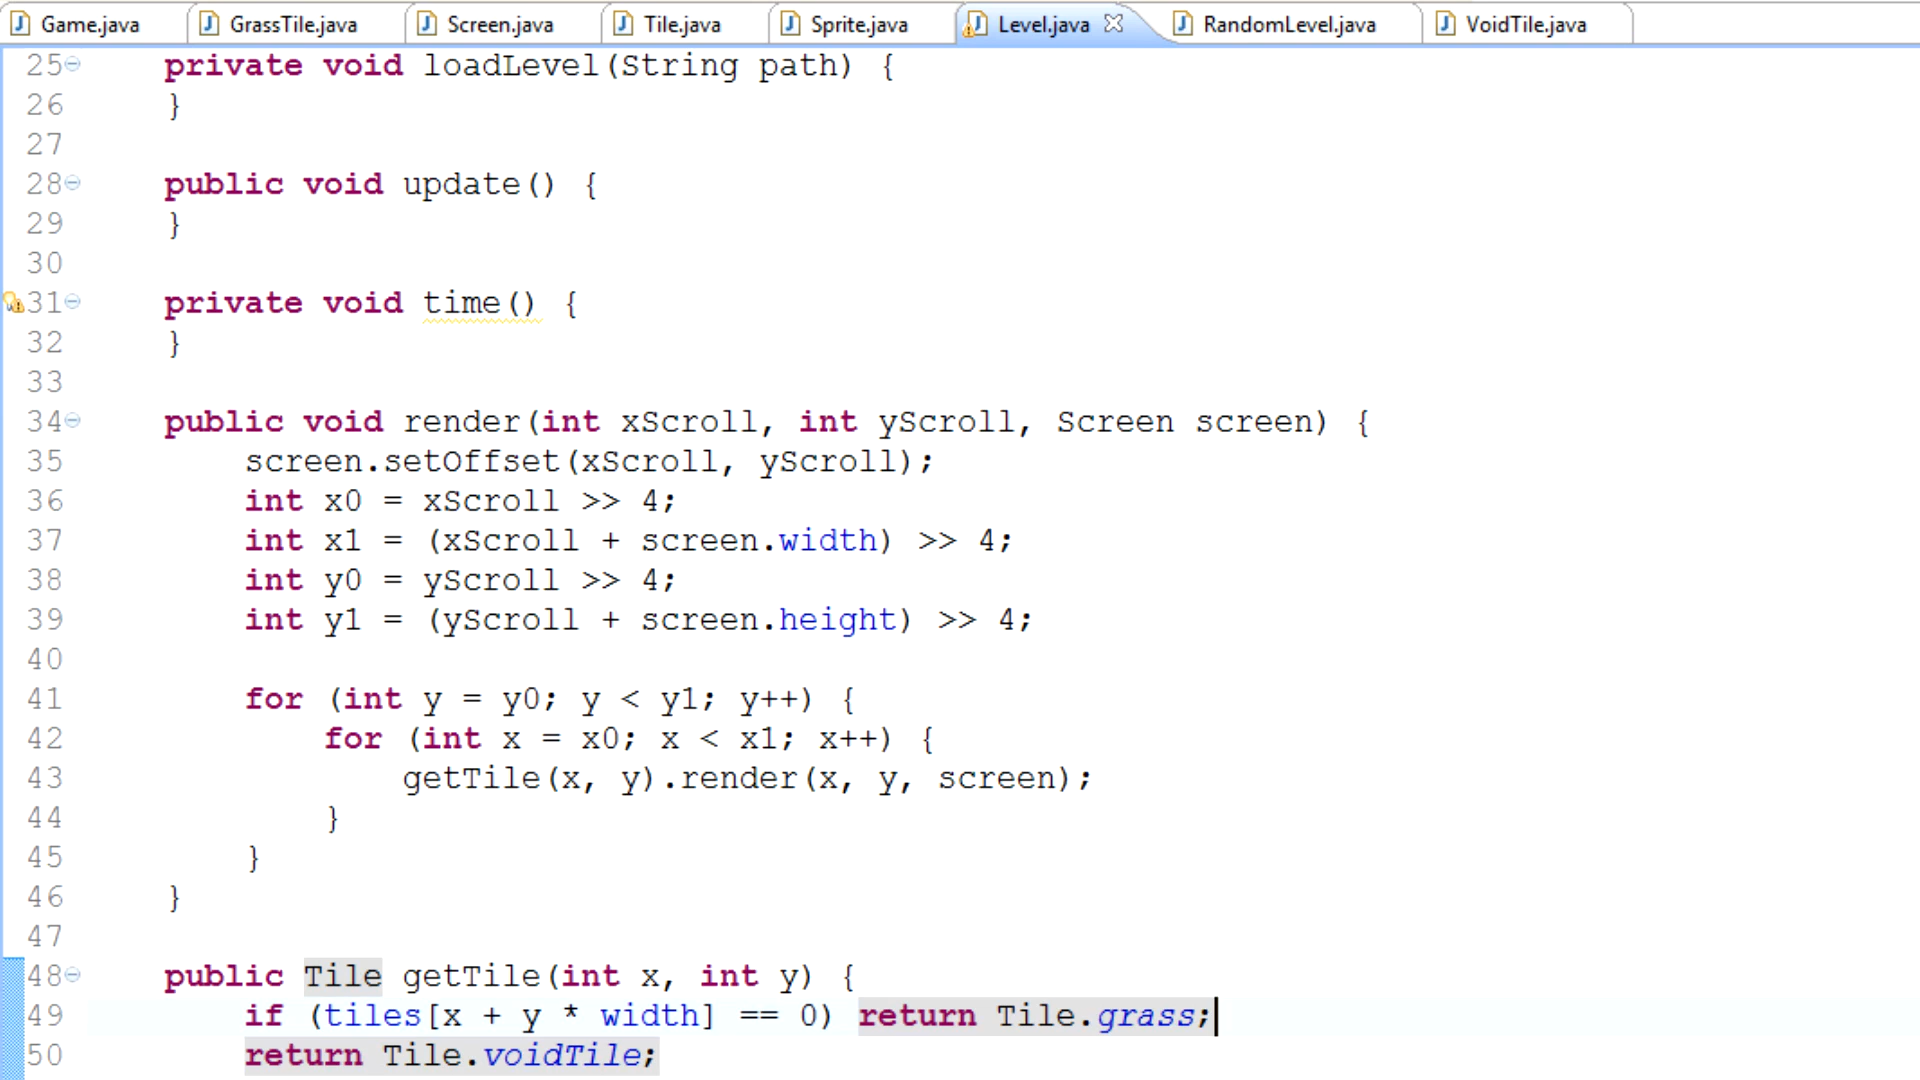 Game.java GrassTile.java Screen.java Tile.java Sprite.java Level.java RandomLevel.java VoidTile.java
25 private void loadLevel(String path) {
26 }
27
28 public void update() {
29 }
30
31 private void time() {
32 }
33
34 public void render(int xScroll, int yScroll, Screen screen) {
35 screen.setOffset(xScroll, yScroll);
36 int x0 = xScroll >> 4;
37 int x1 = (xScroll + screen.width) >> 4;
38 int y0 = yScroll >> 4;
39 int y1 = (yScroll + screen.height) >> 4;
40
41 for (int y = y0; y < y1; y++) {
42 for (int x = x0; x < x1; x++) {
43 getTile(x, y).render(x, y, screen);
44 }
45 }
46 }
47
48 public Tile getTile(int x, int y) {
49 if (tiles[x + y * width] == 0) return Tile.grass;
50 return Tile.voidTile;